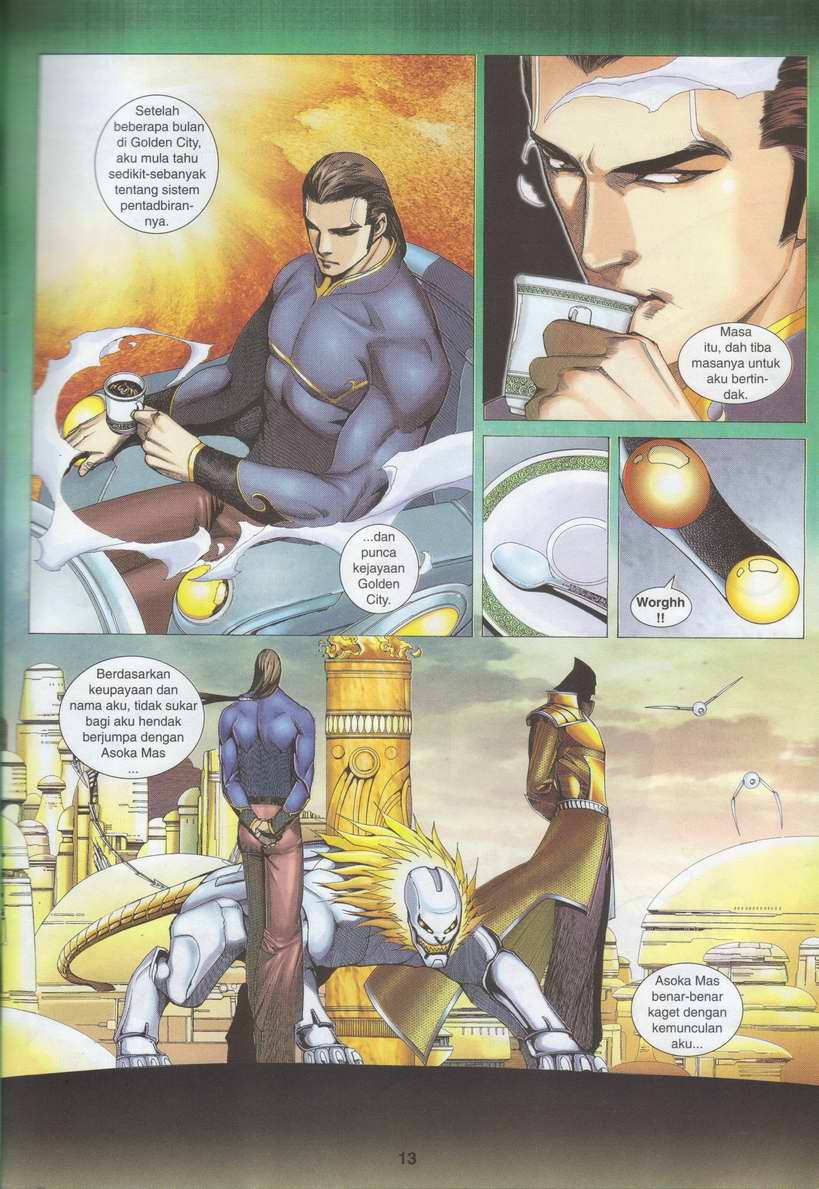 Setelah
beberapa bulan
di Golden City,
aku mula tahu
sedikit-sebanyak
tentang sistem
pentadbiran-
nya.
...dan
punca
kejayaan
Golden
City.
Masa
itu, dah tiba
masanya untuk
aku bertin-
dak.
Worghh
!!
Berdasarkan
keupayaan dan
nama aku, tidak sukar
bagi aku hendak
berjumpa dengan
Asoka Mas
...
Asoka Mas
benar-benar
kaget dengan
kemunculan
aku...
13